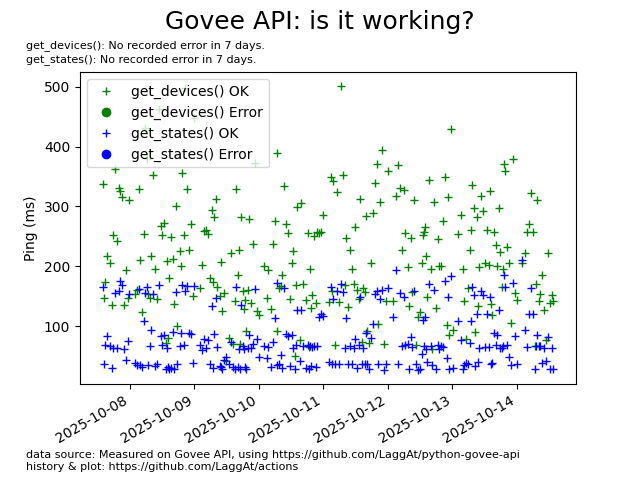 Govee API: is it working?
get_devices(): No recorded error in 7 days.
get_states(): No recorded error in 7 days.
500
400
300
200
100
Ping (ms)
get_devices() OK
get_devices() Error
get_states() OK
get_states() Error
2025-10-08
2025-10-09
2025-10-10
2025-10-11
2025-10-12
2025-10-13
2025-10-14
data source: Measured on Govee API, using https://github.com/LaggAt/python-govee-api
history & plot: https://github.com/LaggAt/actions